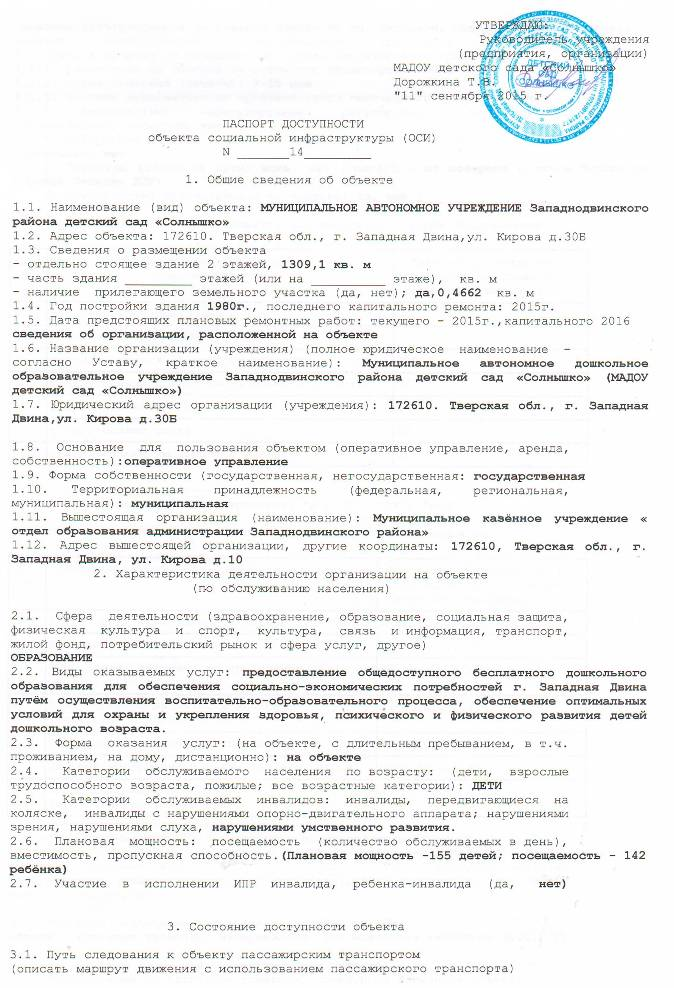 УТВЕРЖДАЮ:
Руководитель учреждения
(предприятия, организации)
МАДОУ детского сада «Солнышко»
Дорожкина Т.В.
"11" сентября 2015 г.
ДЕТСКИЙ
САД
ПАСПОРТ ДОСТУПНОСТИ
объекта социальной инфраструктуры (ОСИ)
N _______14_________
1. Общие сведения об объекте
1.1. Наименование (вид) объекта: МУНИЦИПАЛЬНОЕ АВТОНОМНОЕ УЧРЕЖДЕНИЕ Западнодвинского
района детский сад «Солнышко»
1.2. Адрес объекта: 172610. Тверская обл., г. Западная Двина,ул. Кирова д.30Б
1.3. Сведения о размещении объекта
- отдельно стоящее здание 2 этажей, 1309,1 кв. м
- часть здания _________ этажей (или на __________ этаже), кв. м
- наличие прилегающего земельного участка (да, нет); да,0,4662 кв. м
1.4. Год постройки здания 1980г., последнего капитального ремонта: 2015г.
1.5. Дата предстоящих плановых ремонтных работ: текущего - 2015г.,капитального 2016
сведения об организации, расположенной на объекте
1.6. Название организации (учреждения) (полное юридическое наименование -
согласно Уставу, краткое наименование): Муниципальное автономное дошкольное
образовательное учреждение Западнодвинского района детский сад «Солнышко» (МАДОУ
детский сад «Солнышко»)
1.7. Юридический адрес организации (учреждения): 172610. Тверская обл., г. Западная
Двина,ул. Кирова д.30Б
1.8. Основание для пользования объектом (оперативное управление, аренда,
собственность):оперативное управление
1.9. Форма собственности (государственная, негосударственная: государственная
1.10. Территориальная принадлежность (федеральная, региональная,
муниципальная): муниципальная
1.11. Вышестоящая организация (наименование): Муниципальное казённое учреждение «
отдел образования администрации Западнодвинского района»
1.12. Адрес вышестоящей организации, другие координаты: 172610, Тверская обл., г.
Западная Двина, ул. Кирова д.10
2. Характеристика деятельности организации на объекте
(по обслуживанию населения)
2.1. Сфера деятельности (здравоохранение, образование, социальная защита,
физическая культура и спорт, культура, связь и информация, транспорт,
жилой фонд, потребительский рынок и сфера услуг, другое)
ОБРАЗОВАНИЕ
2.2. Виды оказываемых услуг: предоставление общедоступного бесплатного дошкольного
образования для обеспечения социально-экономических потребностей г. Западная Двина
путём осуществления воспитательно-образовательного процесса, обеспечение оптимальных
условий для охраны и укрепления здоровья, психического и физического развития детей
дошкольного возраста.
2.3. Форма оказания услуг: (на объекте, с длительным пребыванием, в т.ч.
проживанием, на дому, дистанционно): на объекте
2.4. Категории обслуживаемого населения по возрасту: (дети, взрослые
трудоспособного возраста, пожилые; все возрастные категории): ДЕТИ
2.5. Категории обслуживаемых инвалидов: инвалиды, передвигающиеся на
коляске, инвалиды с нарушениями опорно-двигательного аппарата; нарушениями
зрения, нарушениями слуха, нарушениями умственного развития.
2.6. Плановая мощность: посещаемость (количество обслуживаемых в день),
вместимость, пропускная способность.(Плановая мощность -155 детей; посещаемость - 142
ребёнка)
2.7. Участие в исполнении ИПР инвалида, ребенка-инвалида (да, нет)
3. Состояние доступности объекта
3.1. Путь следования к объекту пассажирским транспортом
(описать маршрут движения с использованием пассажирского транспорта)